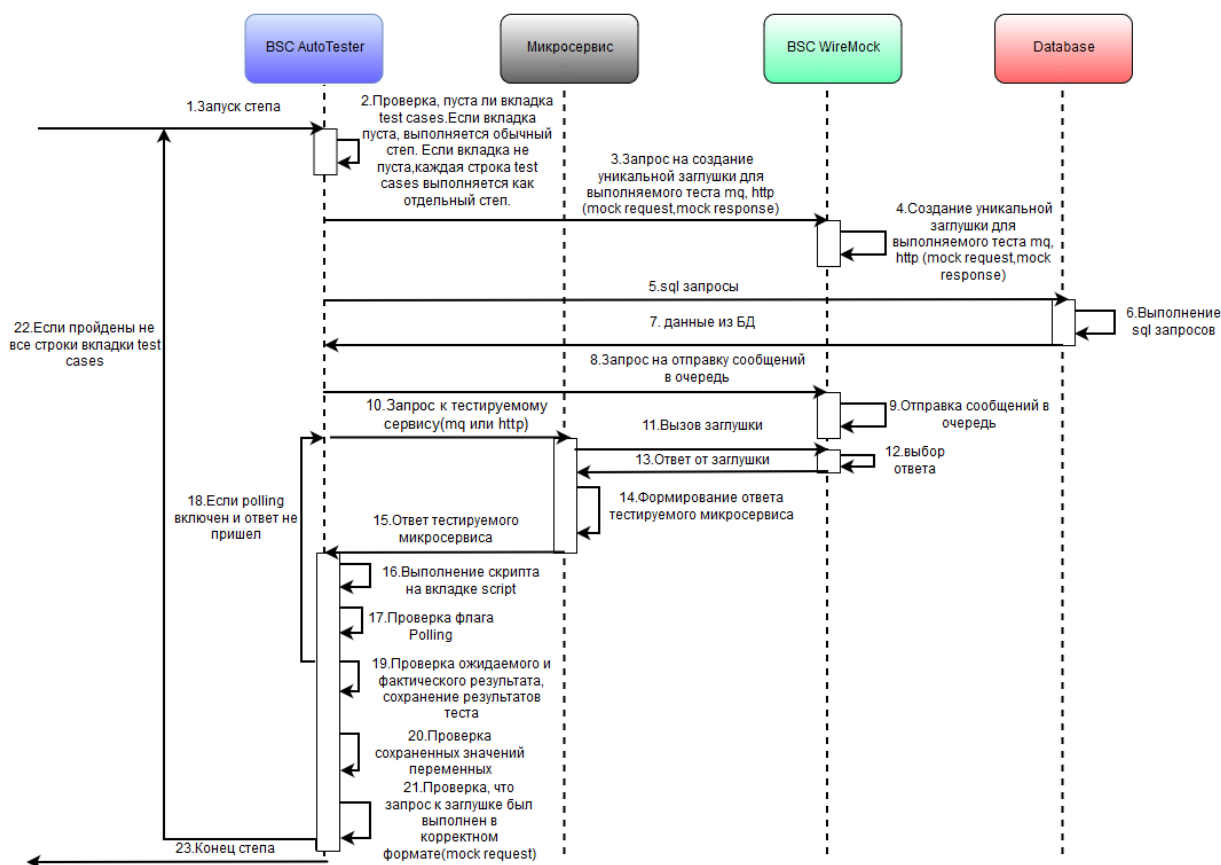 BSC AutoTester
Микросервис
BSC WireMock
Database
1.Запуск степа
2.Проверка, пуста ли вкладка
test cases.Если вкладка
пуста, выполняется обычный
степ. Если вкладка не
пуста,каждая строка test
cases выполняется как
отдельный степ.
3.Запрос на создание
уникальной заглушки для
выполняемого теста mq, http
(mock request,mock response)
4.Создание уникальной
заглушки для
выполняемого теста mq,
http (mock request,mock
response)
5.sql запросы
6.Выполнение
sql запросов
7. данные из БД
8.Запрос на отправку сообщений
в очередь
9.Отправка сообщений в
очередь
10.Запрос к тестируемому
сервису(mq или http)
11.Вызов заглушки
12.выбор
ответа
13.Ответ от заглушки
14.Формирование ответа
тестируемого микросервиса
15.Ответ тестируемого
микросервиса
16.Выполнение скрипта
на вкладке script
17.Проверка флага
Polling
18.Если polling
включен и ответ не
пришел
19.Проверка ожидаемого и
фактического результата,
сохранение результатов
теста
20.Проверка
сохраненных значений
переменных
21.Проверка, что
запрос к заглушке был
выполнен в
корректном
формате(mock request)
22.Если пройдены не
все строки вкладки test
cases
23.Конец степа